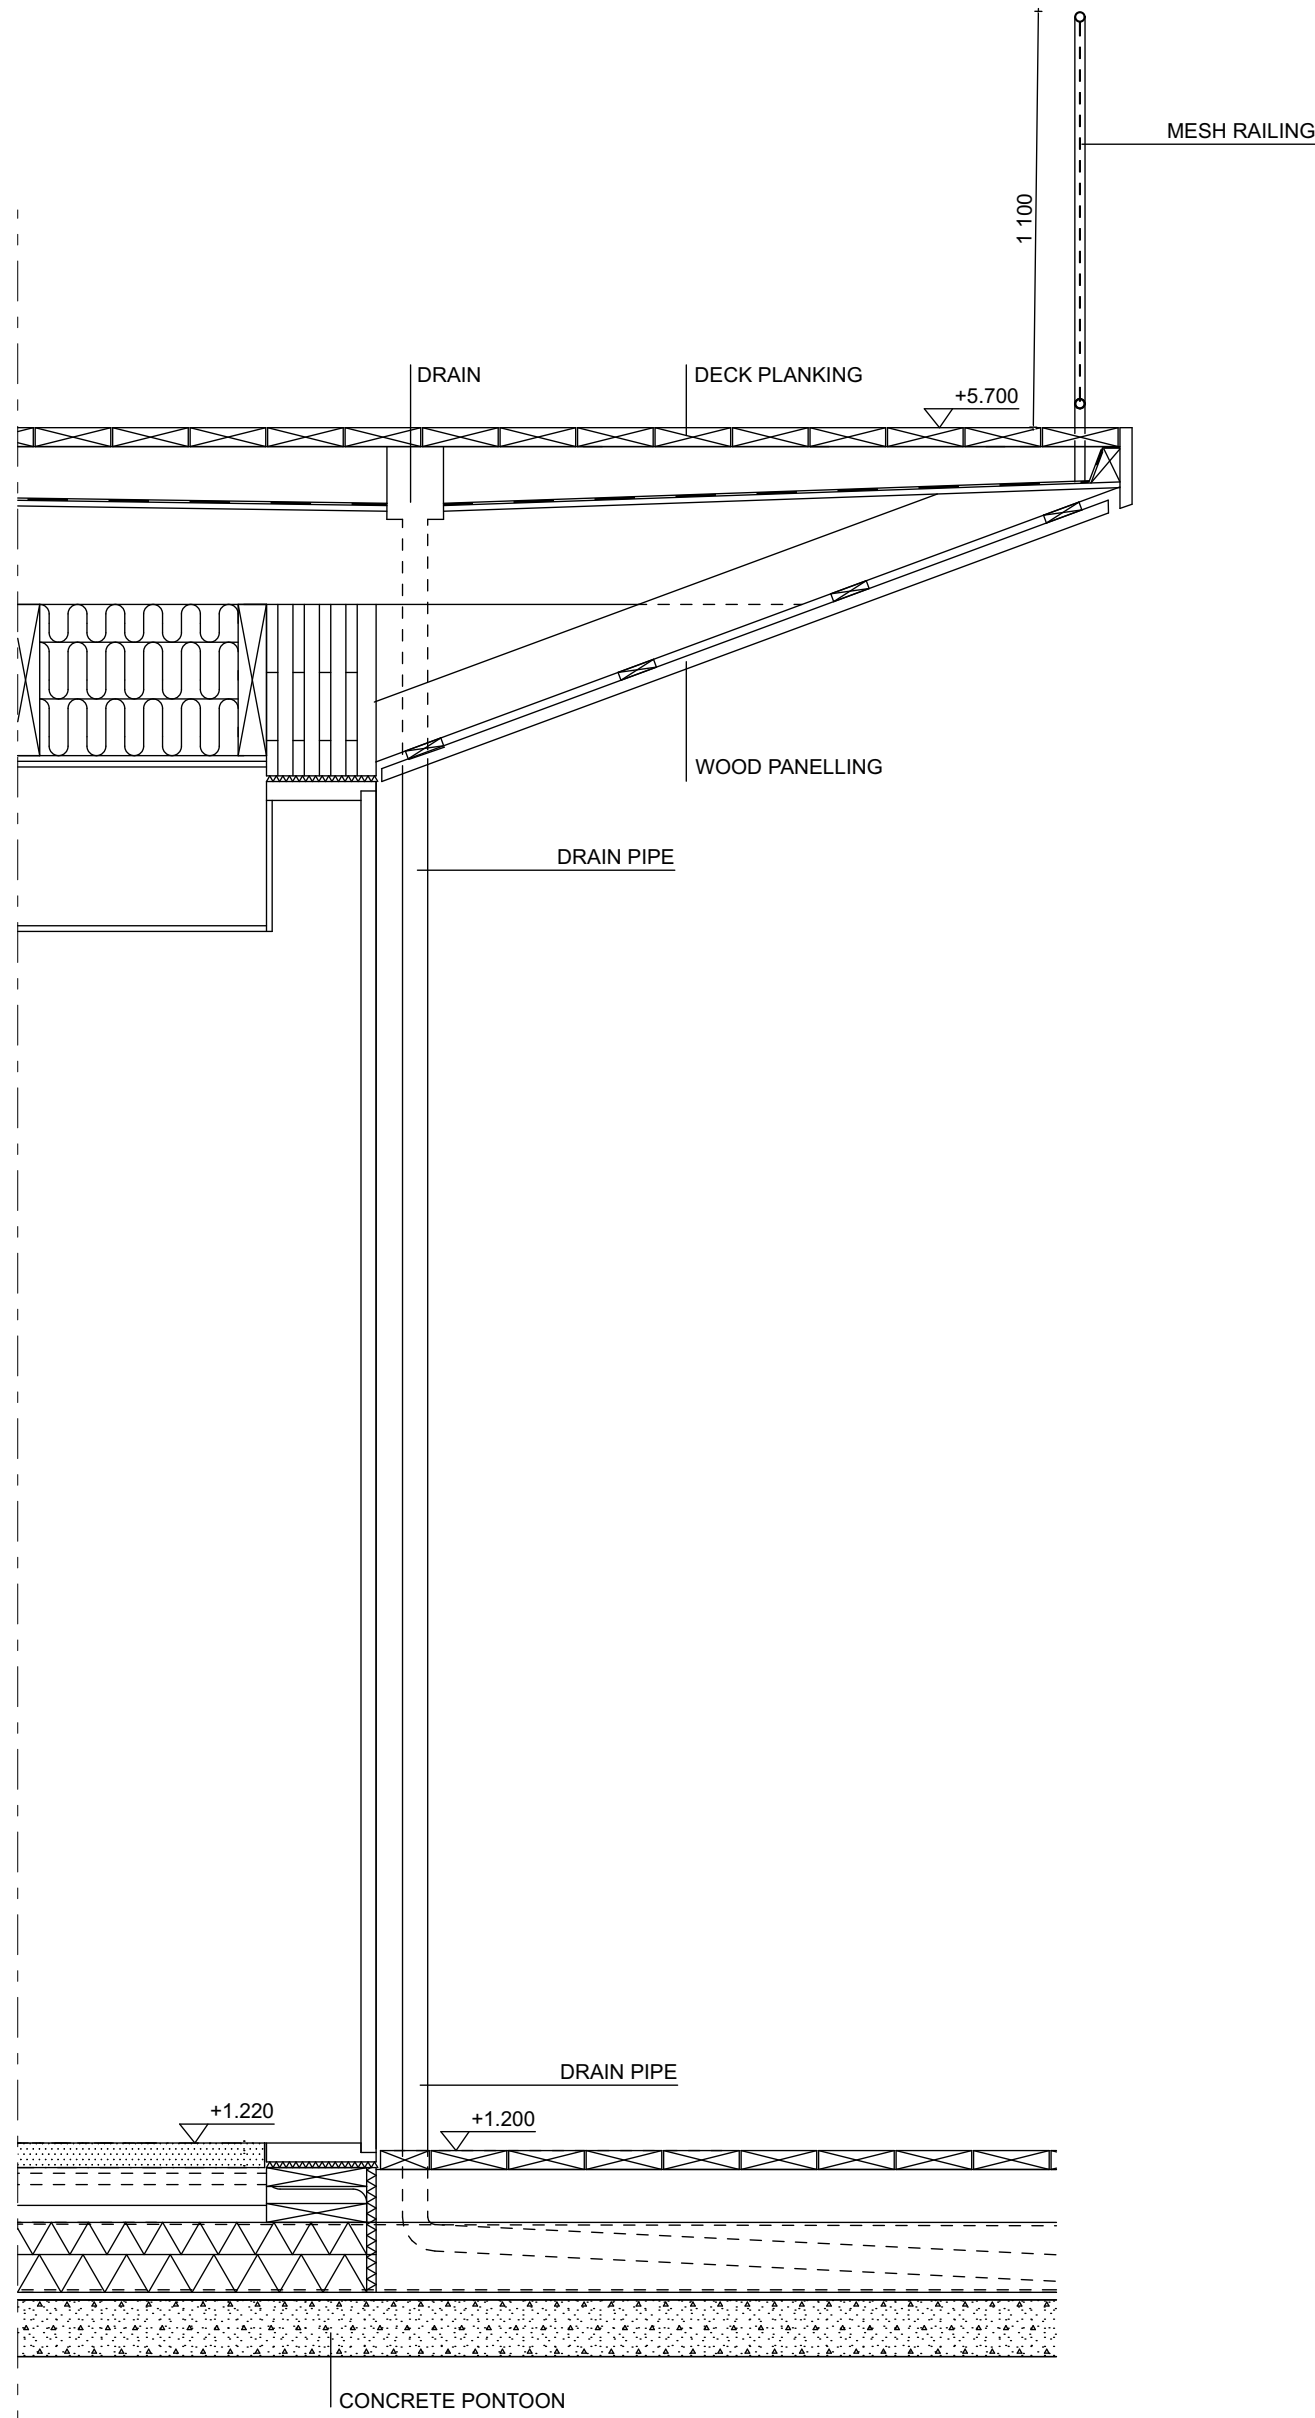 MESH RAILING
1 100
DRAIN
DECK PLANKING
+5.700
WOOD PANELLING
DRAIN PIPE
DRAIN PIPE
+1.220
+1.200
CONCRETE PONTOON